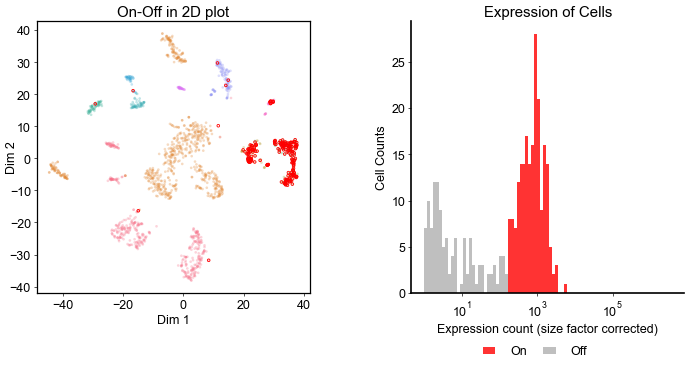 On-Off in 2D plot
40
30
20
10
0
−10
−20
−30
−40
Dim 2
−40 −20 0 20 40
Dim 1
Expression of Cells
25
20
15
10
5
0
Cell Counts
10^1 10^3 10^5
Expression count (size factor corrected)
On Off